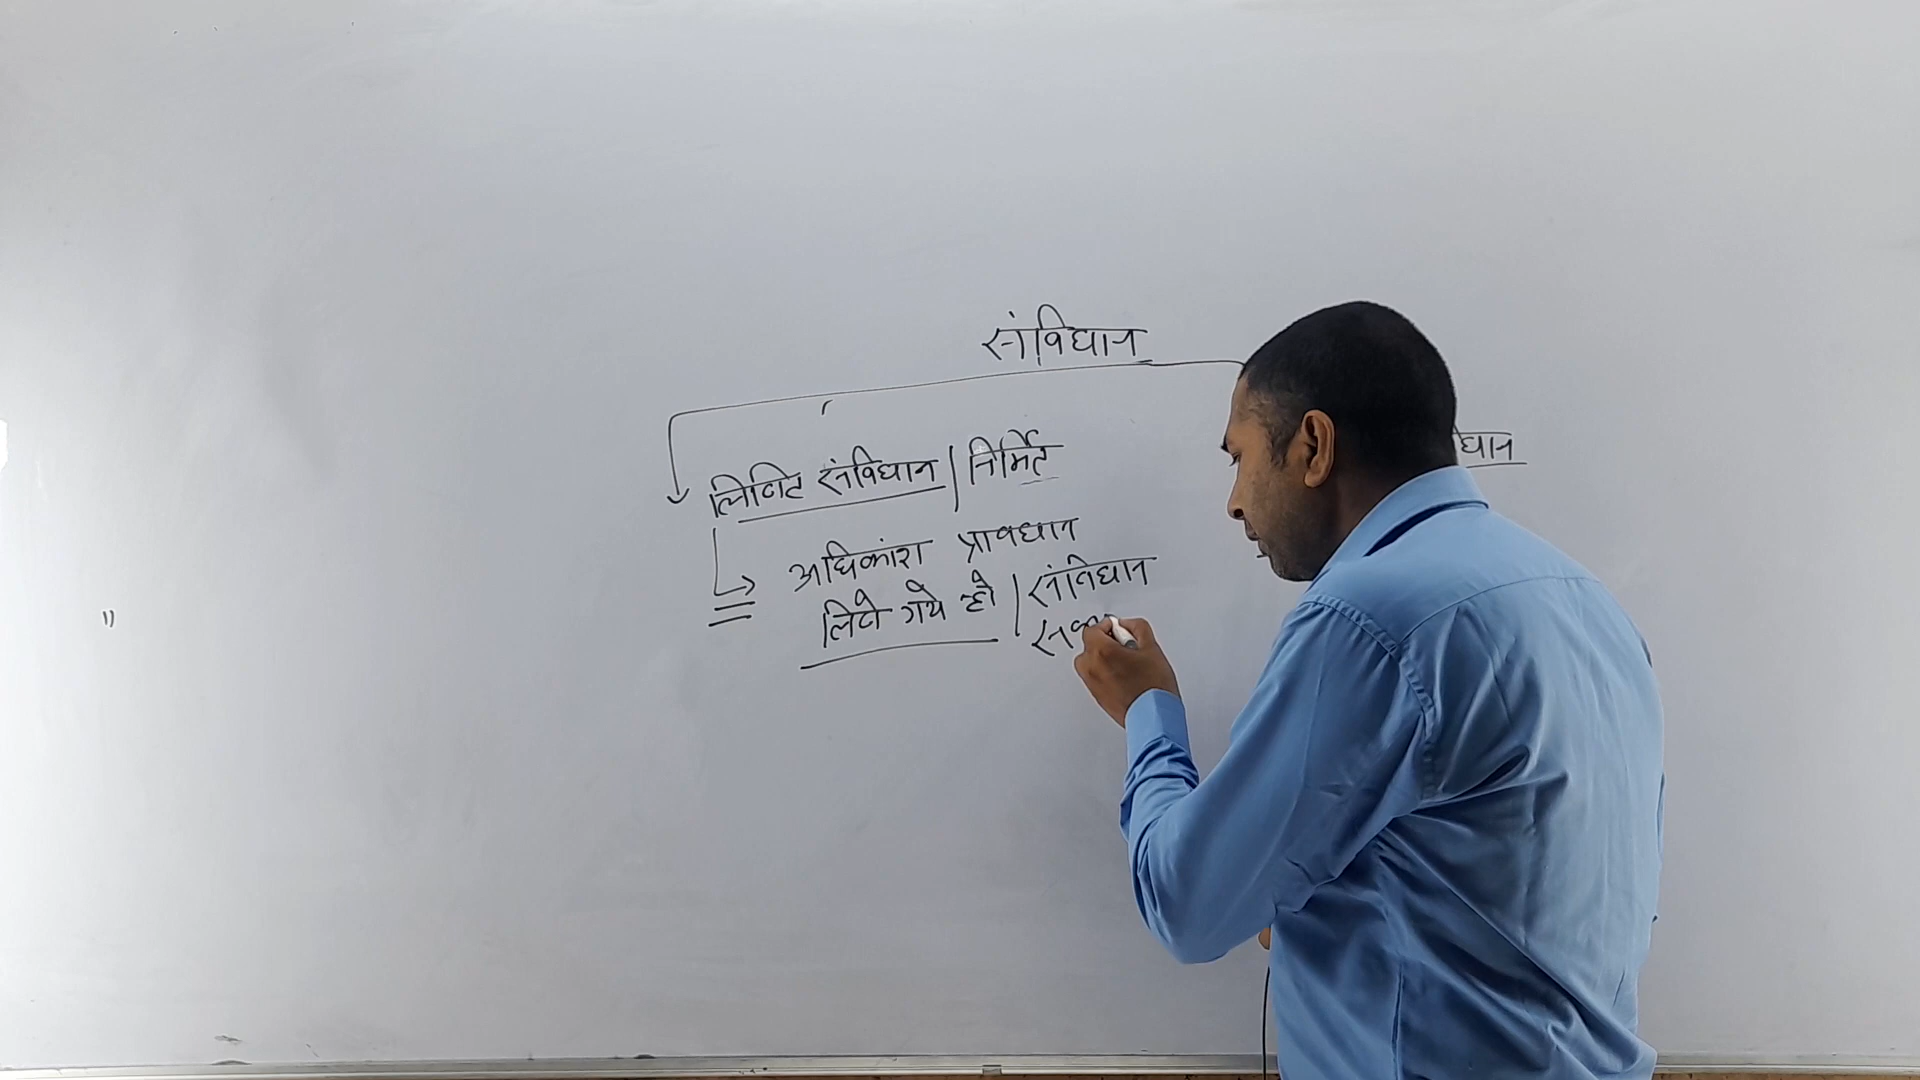 संविधान
लिखित संविधान | निर्मित
धान
अधिकांश प्रावधान
लिखे गये हो | संविधान